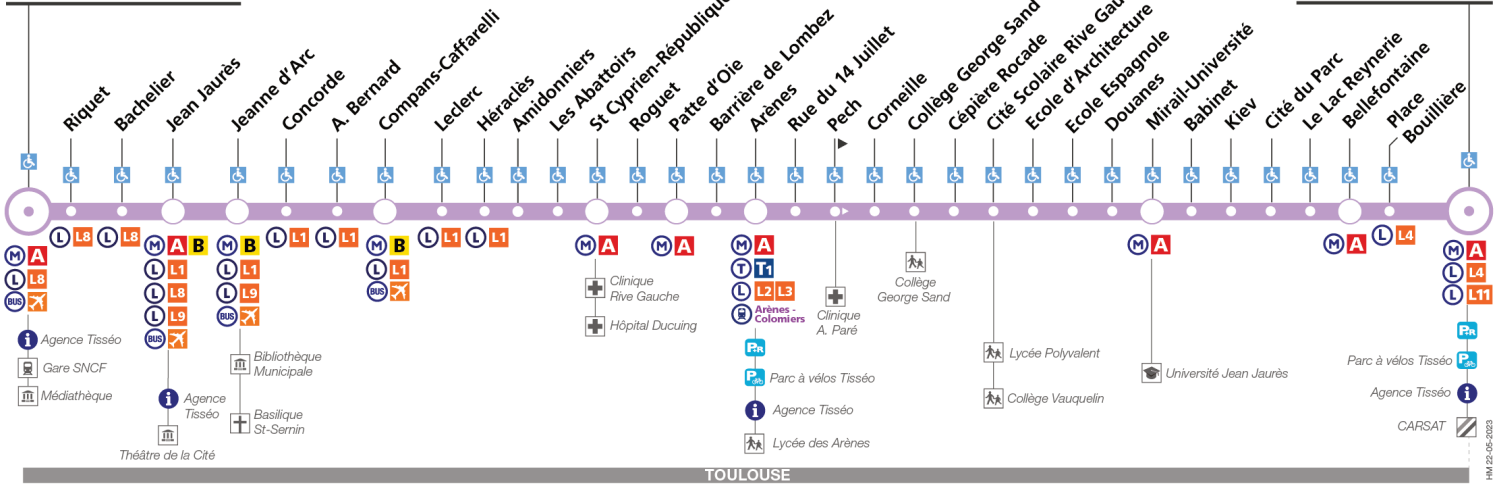 Riquet
Bachelier
Jean Jaurès
Jeanne d'Arc
Concorde
A. Bernard
Compans-Caffarelli
Leclerc
Héraclès
Amidonniers
Les Abattoirs
St Cyprien-République
Roguet
Patte d'Oie
Barrière de Lombez
Arènes
Rue du 14 Juillet
Pech
Corneille
Collège George Sand
Cépière Rocade
Cité Scolaire Rive Gau
Ecole d'Architecture
Ecole Espagnole
Douanes
Mirail-Université
Babinet
Kiev
Cité du Parc
Le Lac Reynerie
Bellefontaine
Place
Bouillière
M A
L L8
BUS
i Agence Tisséo
Gare SNCF
Médiathèque
L L8
L L8
M A B
L L1
L L8
L L9
BUS
i Agence
Tisséo
Théâtre de la Cité
M B
L L1
L L9
BUS
Bibliothèque
Municipale
Basilique
St-Sernin
L L1
L L1
M B
L L1
BUS
L L1
L L1
M A
Clinique
Rive Gauche
Hôpital Ducuing
M A
M A
T T1
L L2 L3
Arènes -
Colomiers
P+R
P
Parc à vélos Tisséo
i Agence Tisséo
Lycée des Arènes
Clinique
A. Paré
Collège
George Sand
Lycée Polyvalent
Collège Vauquelin
M A
Université Jean Jaurès
M A
L L4
M A
L L4
L L11
P+R
Parc à vélos Tisséo P
Agence Tisséo i
CARSAT
TOULOUSE
HM 22-05-2023